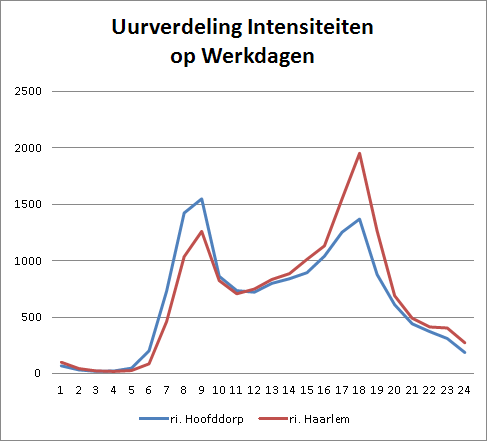 Uurverdeling Intensiteiten
op Werkdagen
2500
2000
1500
1000
500
0
1 2 3 4 5 6 7 8 9 10 11 12 13 14 15 16 17 18 19 20 21 22 23 24
ri. Hoofddorp ri. Haarlem